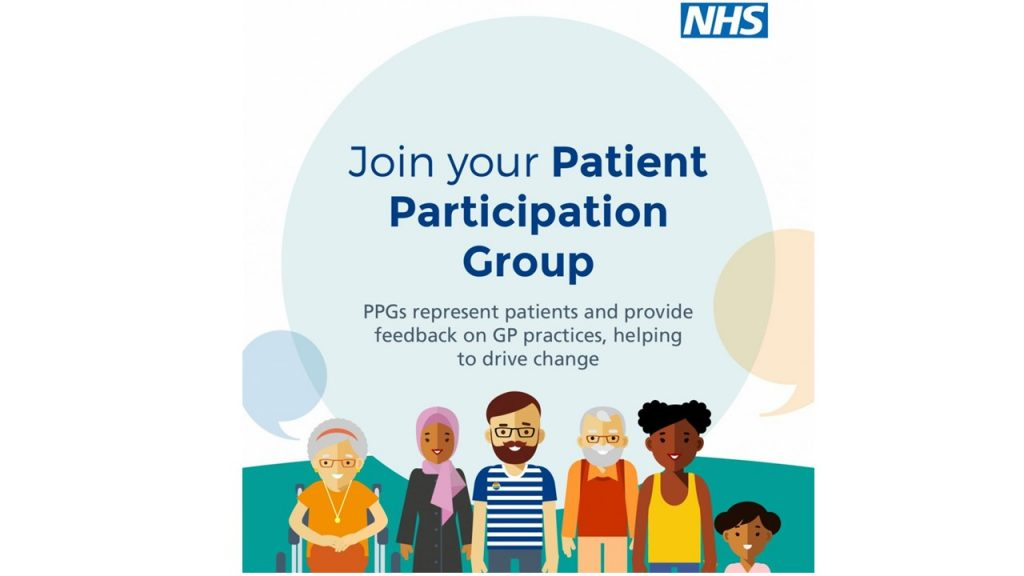 NHS
Join your Patient
Participation
Group
PPGs represent patients and provide
feedback on GP practices, helping
to drive change